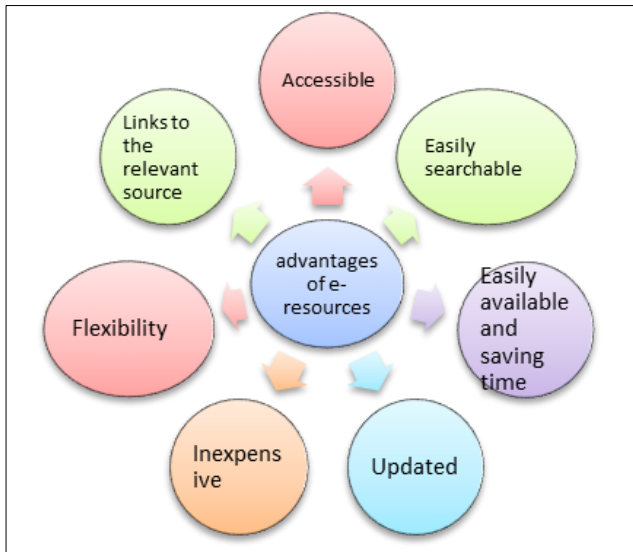 Accessible
Links to
the
relevant
source
Easily
searchable
advantages
of e-
resources
Easily
available
and
saving
time
Flexibility
Inexpens
ive
Updated